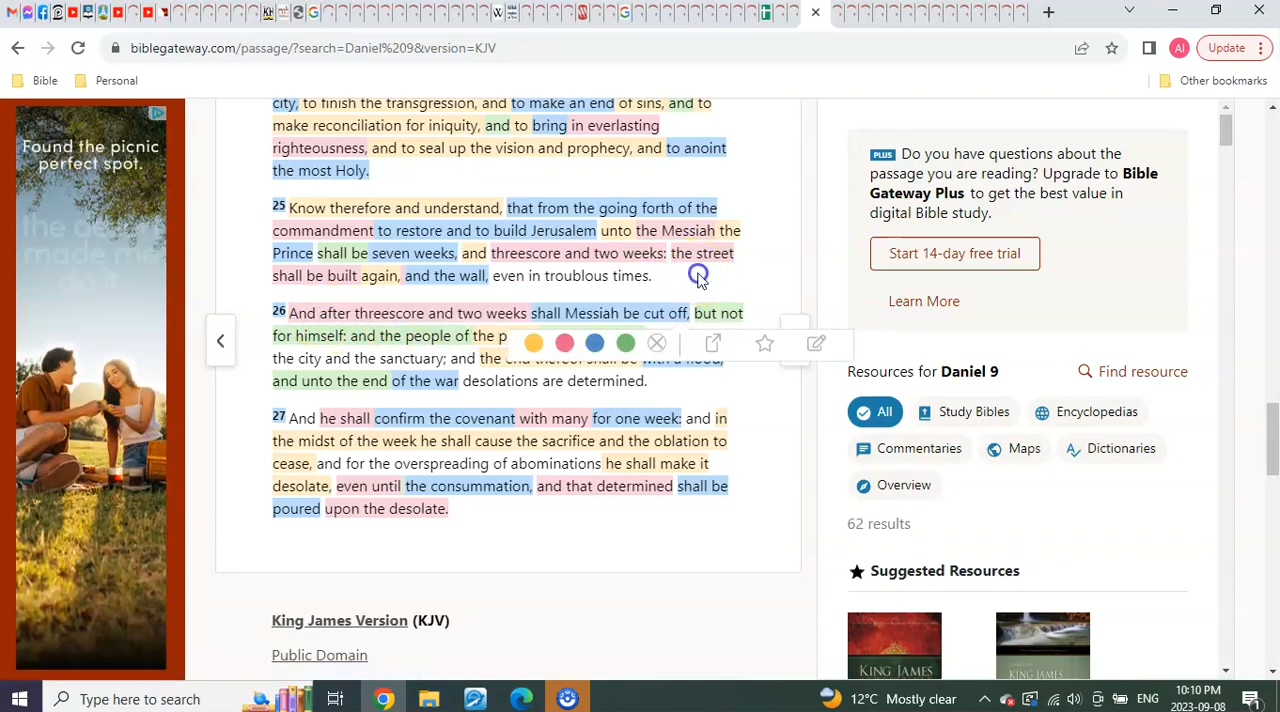 biblegateway.com/passage/?search=Daniel%209&version=KJV
Update
Bible
Personal
Other bookmarks
Found the picnic
perfect spot.
city, to finish the transgression, and to make an end of sins, and to
make reconciliation for iniquity, and to bring in everlasting
righteousness, and to seal up the vision and prophecy, and to anoint
the most Holy.
25 Know therefore and understand, that from the going forth of the
commandment to restore and to build Jerusalem unto the Messiah the
Prince shall be seven weeks, and threescore and two weeks: the street
shall be built again, and the wall, even in troublous times.
26 And after threescore and two weeks shall Messiah be cut off, but not
for himself: and the people of the p
the city and the sanctuary; and the end thereof shall be with a flood,
and unto the end of the war desolations are determined.
27 And he shall confirm the covenant with many for one week: and in
the midst of the week he shall cause the sacrifice and the oblation to
cease, and for the overspreading of abominations he shall make it
desolate, even until the consummation, and that determined shall be
poured upon the desolate.
King James Version (KJV)
Public Domain
PLUS Do you have questions about the
passage you are reading? Upgrade to Bible
Gateway Plus to get the best value in
digital Bible study.
Start 14-day free trial
Learn More
Resources for Daniel 9
Find resource
All
Study Bibles
Encyclopedias
Commentaries
Maps
Dictionaries
Overview
62 results
Suggested Resources
KING JAMES
KING JAMES
Type here to search
12°C Mostly clear
ENG
10:10 PM
2023-09-08